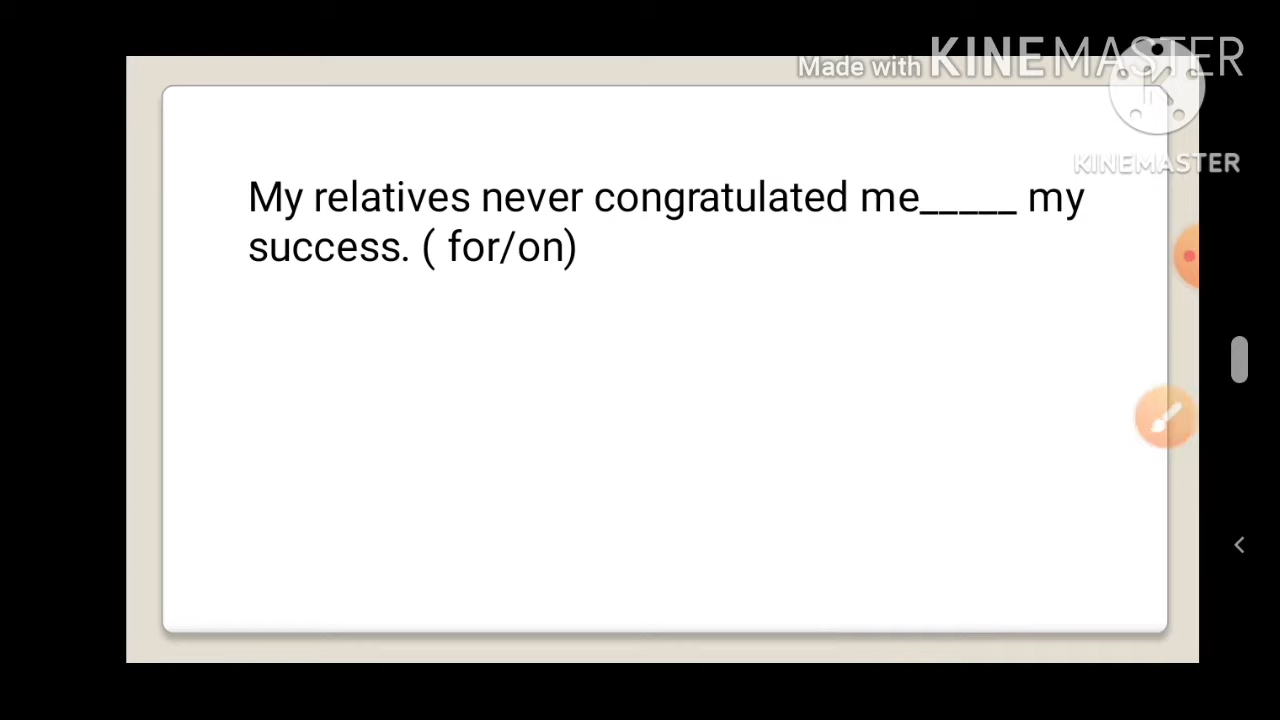 Made with KINEMASTER
KINEMASTER
My relatives never congratulated me_____ my
success. ( for/on)